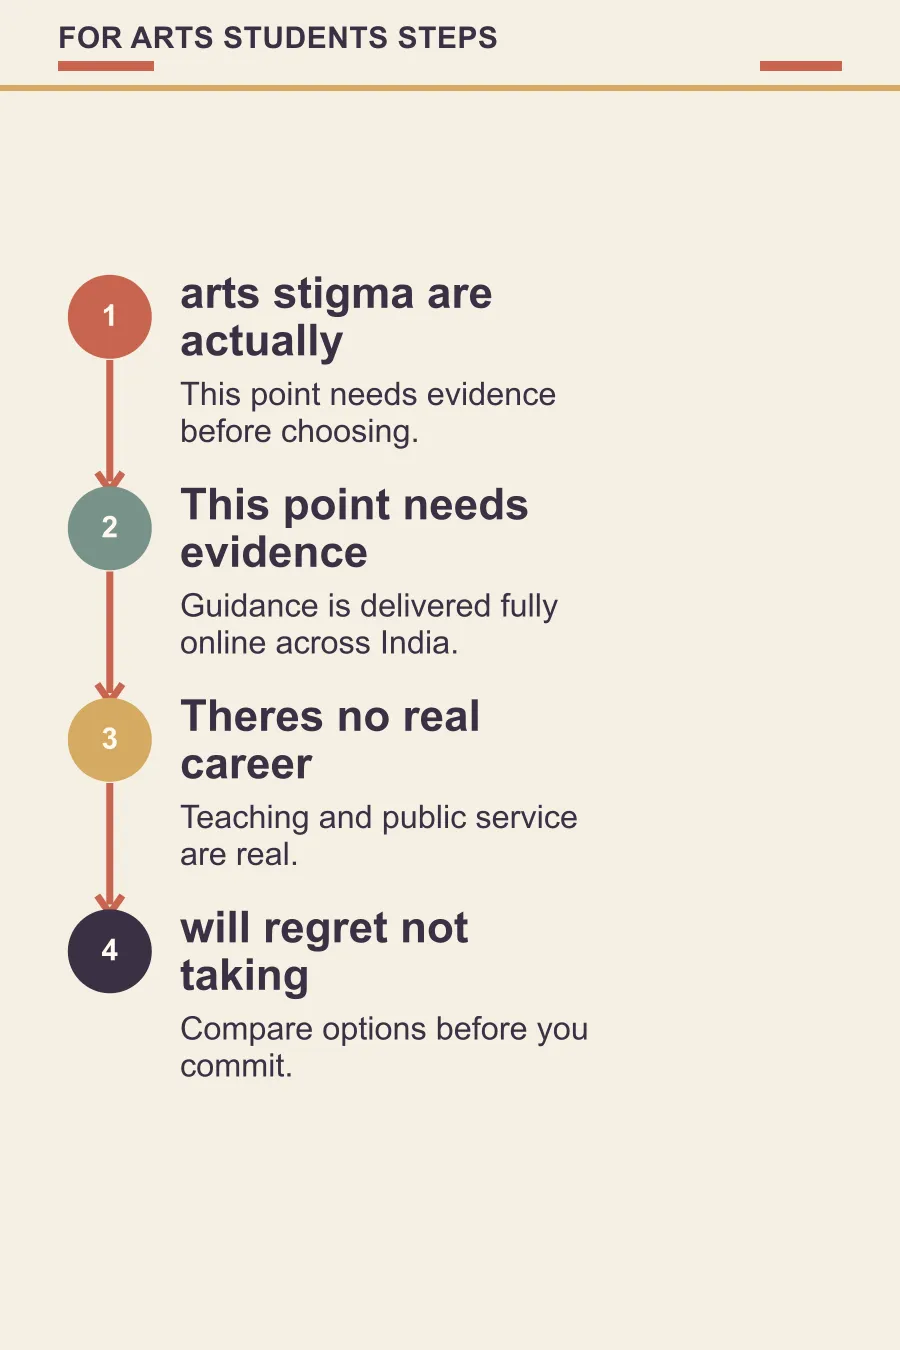 FOR ARTS STUDENTS STEPS
1
arts stigma are
actually
This point needs evidence
before choosing.
2
This point needs
evidence
Guidance is delivered fully
online across India.
3
Theres no real
career
Teaching and public service
are real.
4
will regret not
taking
Compare options before you
commit.